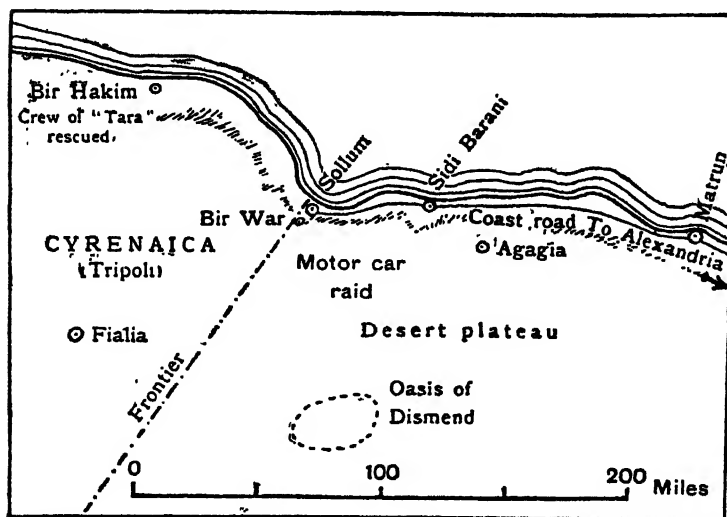 Bir Hakim
Crew of "Tara"
rescued.
Sollum
Sidi Barani
Matrun
Bir War
Coast road To Alexandria
CYRENAICA
(Tripoli)
Agagia
Motor car
raid
Fialia
Desert plateau
Frontier
Oasis of
Dismend
0
100
200 Miles